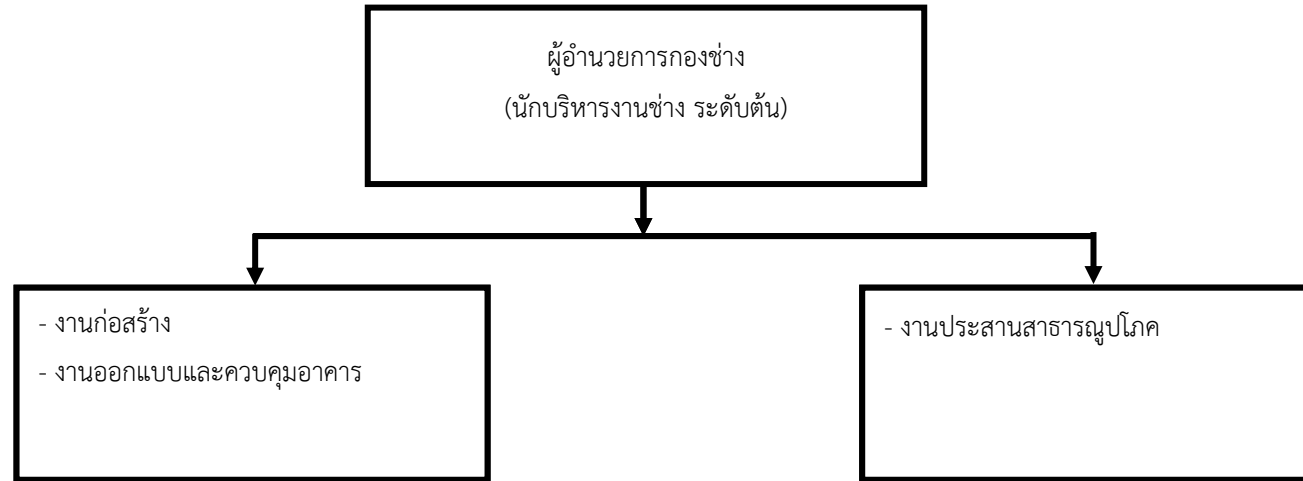 ผู้อำนวยการกองช่าง
(นักบริหารงานช่าง ระดับต้น)
- งานก่อสร้าง
- งานออกแบบและควบคุมอาคาร
- งานประสานสาธารณูปโภค